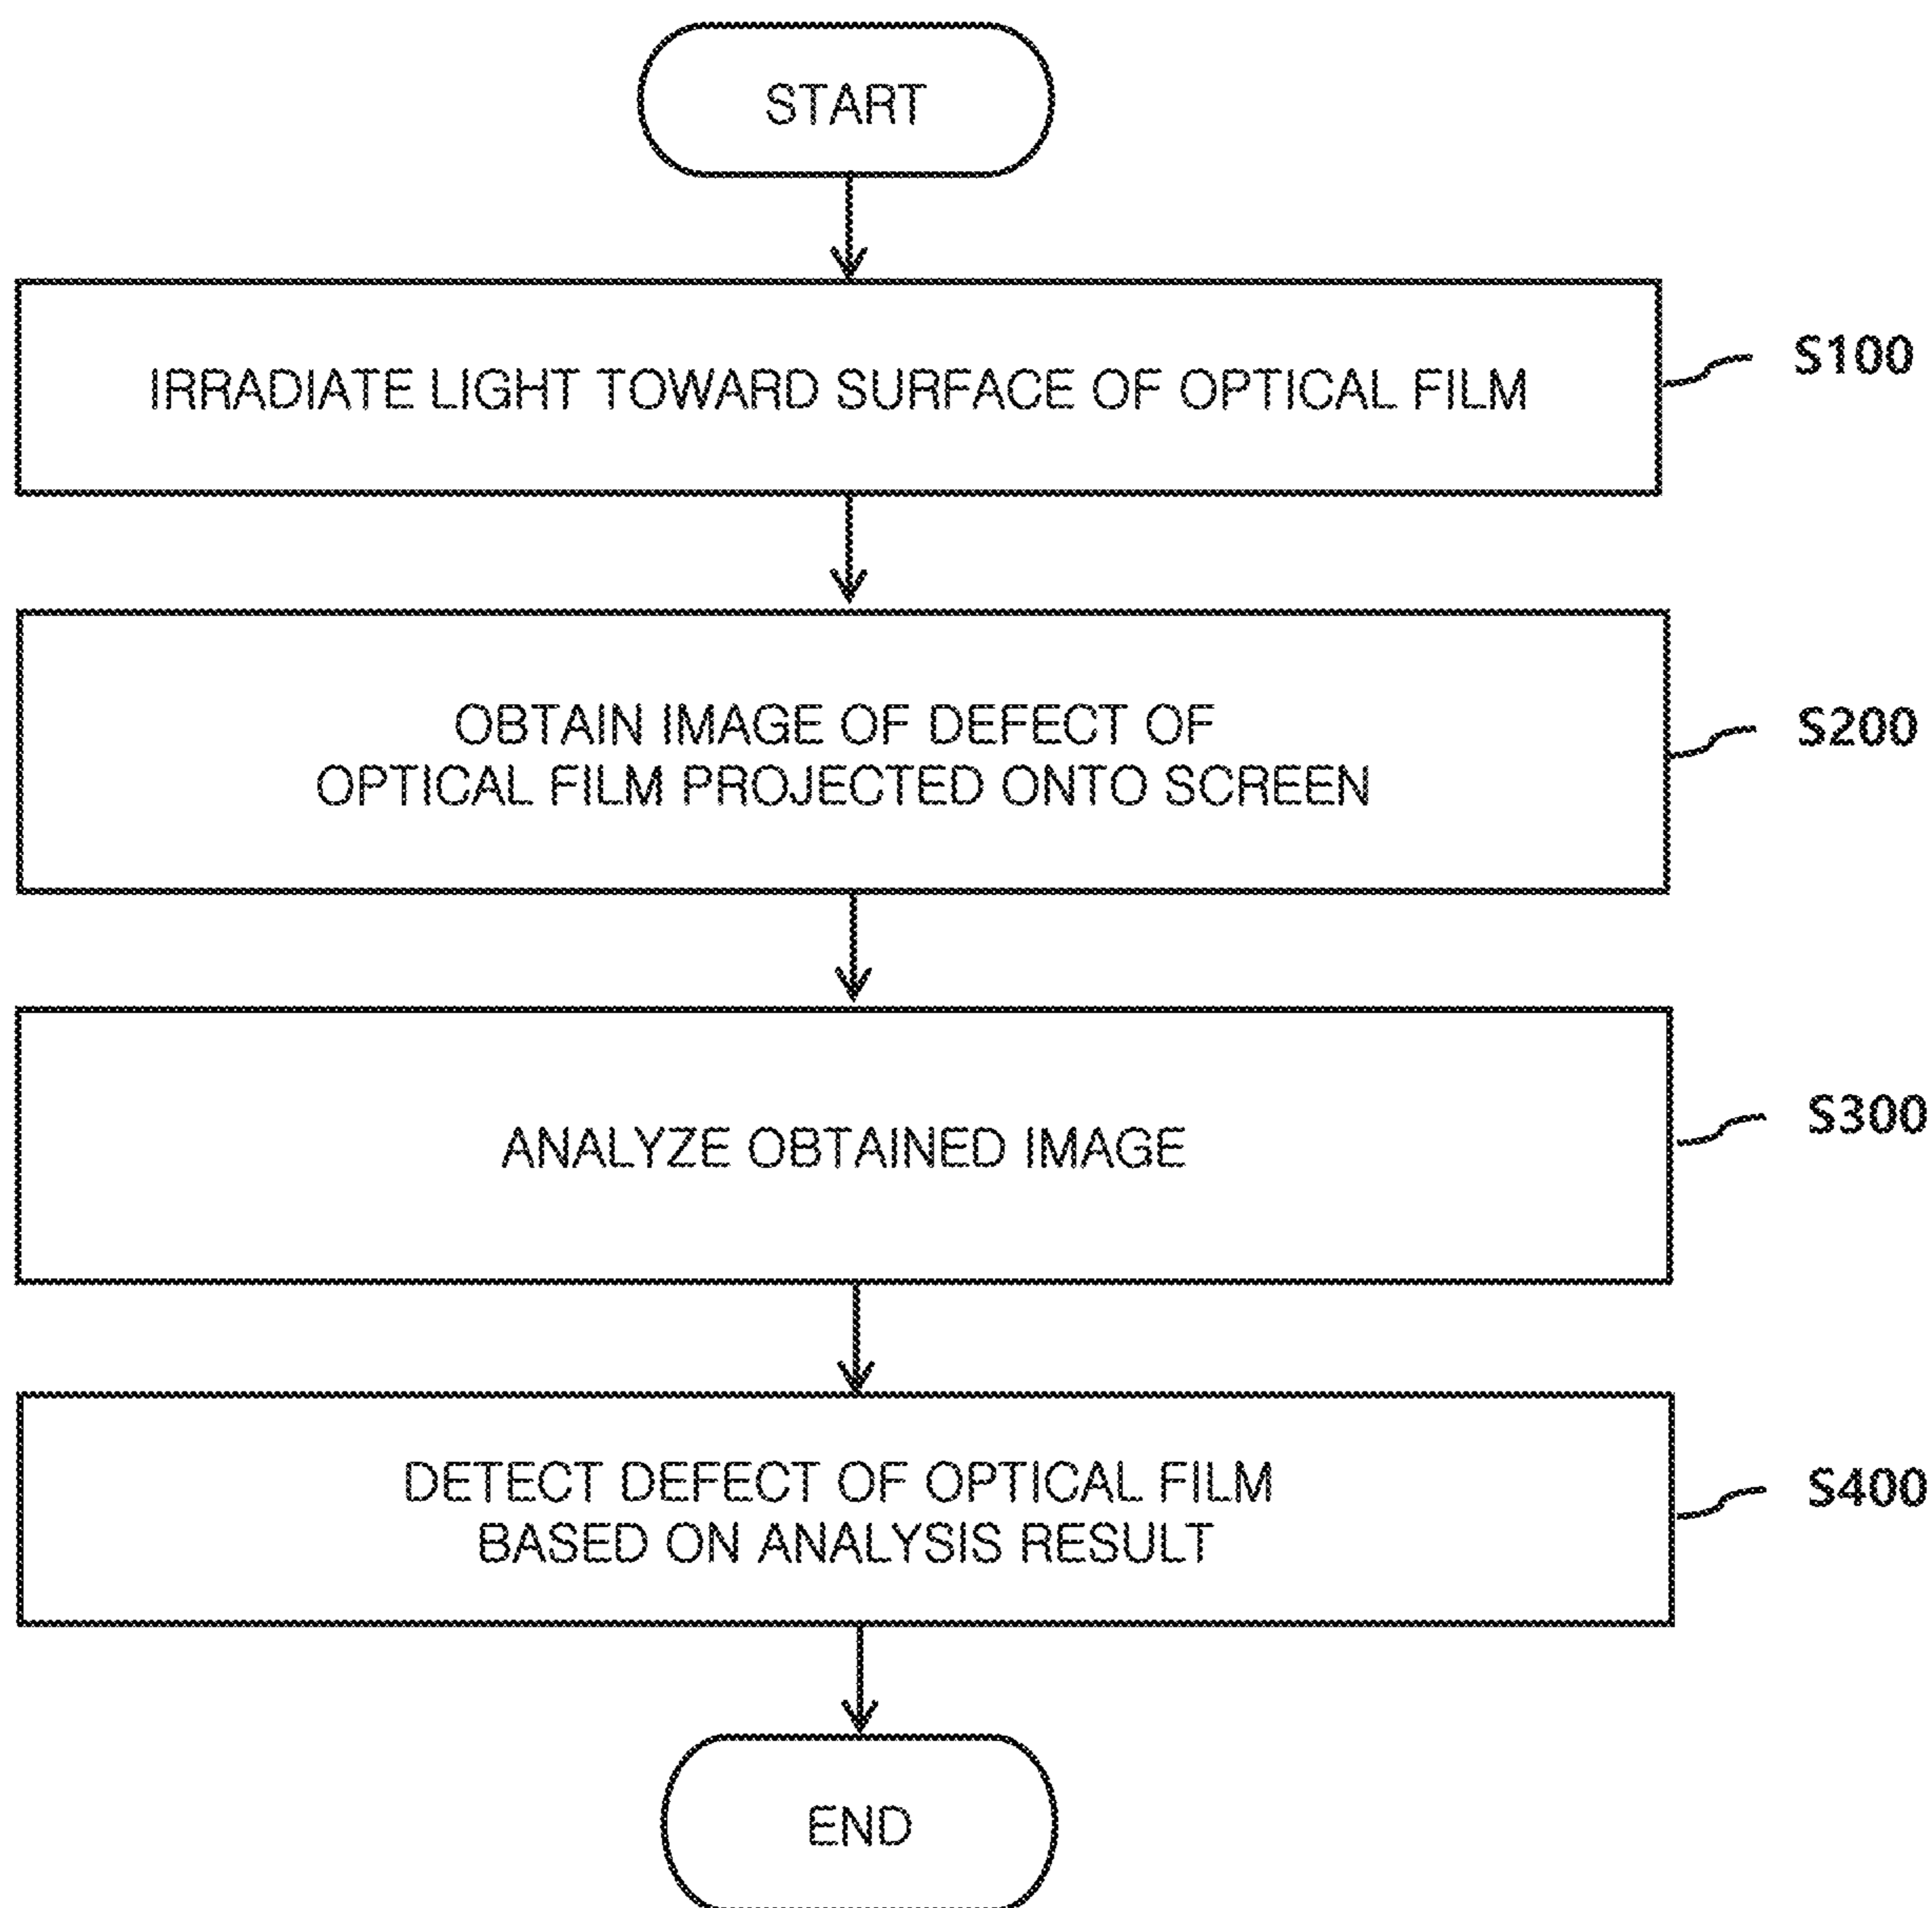 START
IRRADIATE LIGHT TOWARD SURFACE OF OPTICAL FILM
S100
OBTAIN IMAGE OF DEFECT OF
OPTICAL FILM PROJECTED ONTO SCREEN
S200
ANALYZE OBTAINED IMAGE
S300
DETECT DEFECT OF OPTICAL FILM
BASED ON ANALYSIS RESULT
S400
END